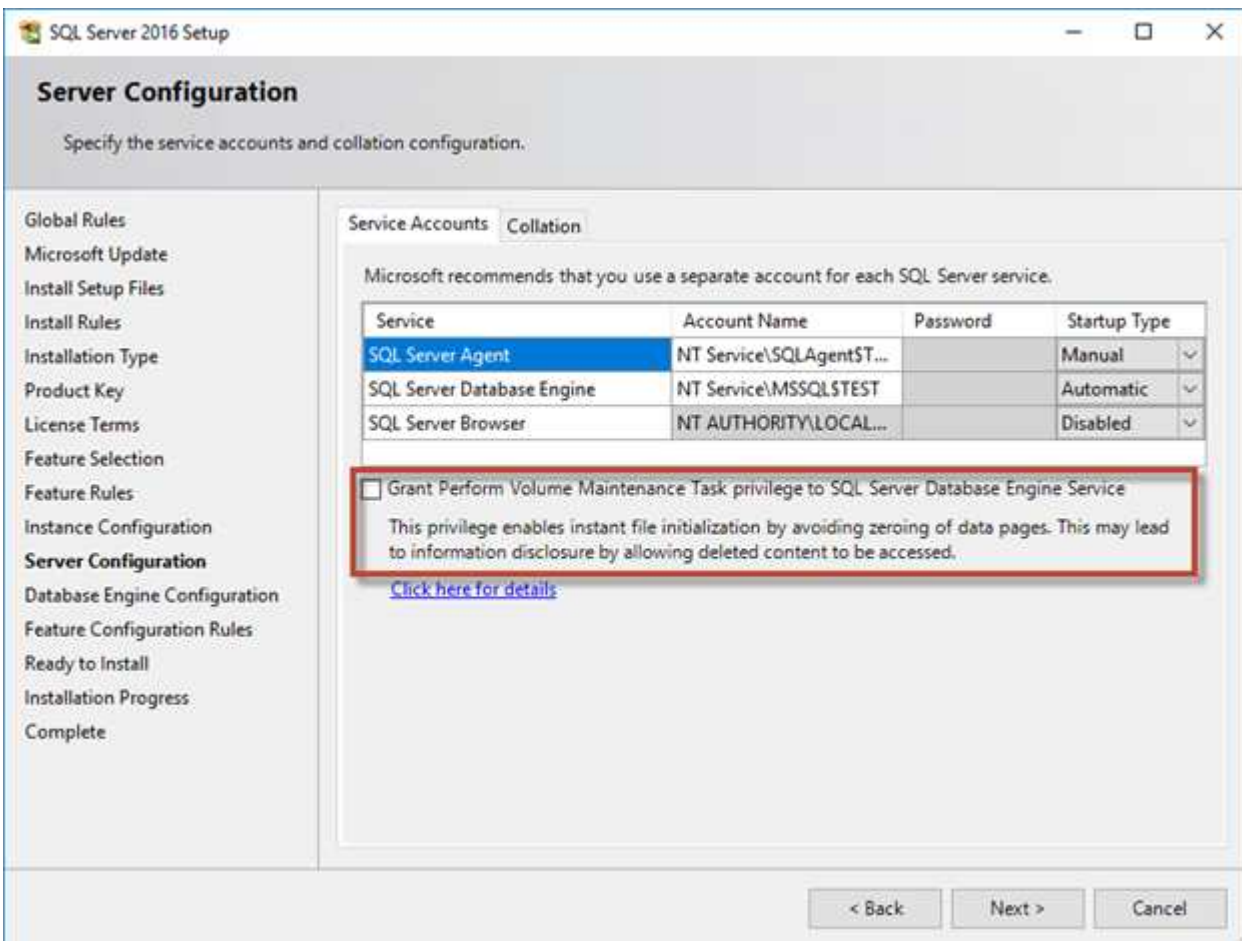 SQL Server 2016 Setup
Server Configuration
Specify the service accounts and collation configuration.
Global Rules
Microsoft Update
Install Setup Files
Install Rules
Installation Type
Product Key
License Terms
Feature Selection
Feature Rules
Instance Configuration
Server Configuration
Database Engine Configuration
Feature Configuration Rules
Ready to Install
Installation Progress
Complete
Service Accounts Collation
Microsoft recommends that you use a separate account for each SQL Server service.
Service Account Name Password Startup Type
SQL Server Agent NT Service\SQLAgent$T... Manual
SQL Server Database Engine NT Service\MSSQL$TEST Automatic
SQL Server Browser NT AUTHORITY\LOCAL... Disabled
Grant Perform Volume Maintenance Task privilege to SQL Server Database Engine Service
This privilege enables instant file initialization by avoiding zeroing of data pages. This may lead
to information disclosure by allowing deleted content to be accessed.
Click here for details
< Back Next > Cancel